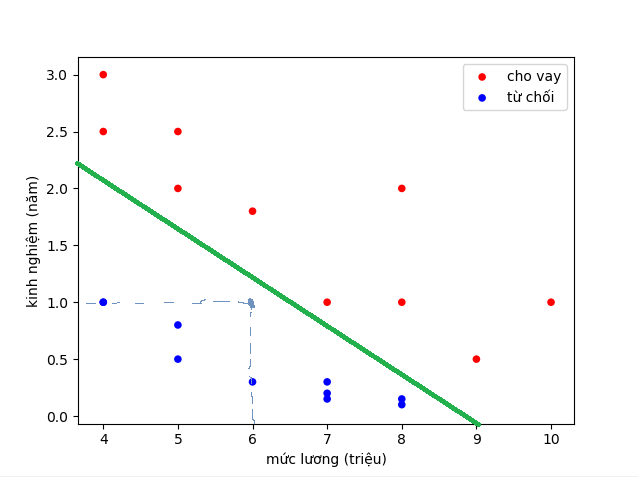 cho vay
từ chối
3.0
2.5
2.0
1.5
1.0
0.5
0.0
kinh nghiệm (năm)
4 5 6 7 8 9 10
mức lương (triệu)